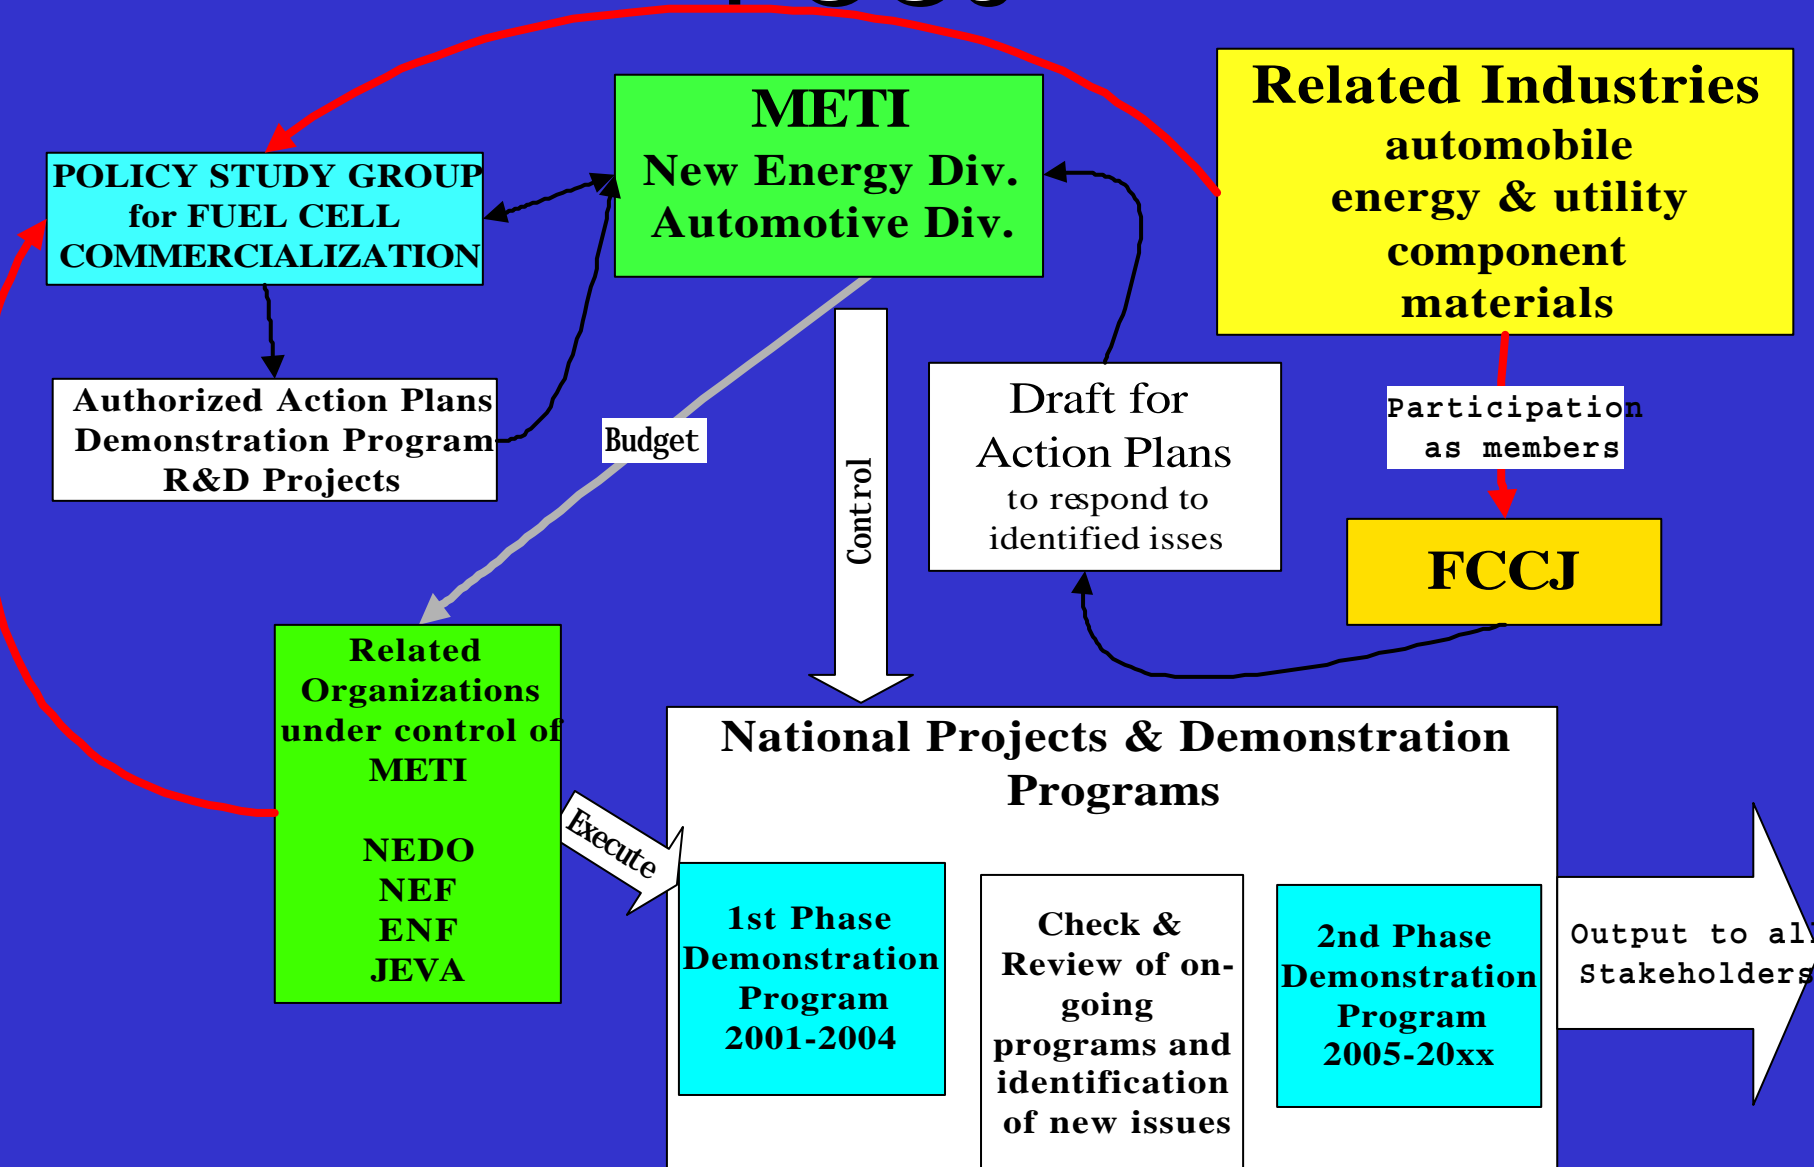 METI
New Energy Div.
Automotive Div.
Related Industries
automobile
energy & utility
component
materials
POLICY STUDY GROUP
for FUEL CELL
COMMERCIALIZATION
Authorized Action Plans
Demonstration Program
R&D Projects
Budget
Control
Draft for
Action Plans
to respond to
identified isses
Participation
as members
FCCJ
Related
Organizations
under control of
METI
NEDO
NEF
ENF
JEVA
Execute
National Projects & Demonstration
Programs
1st Phase
Demonstration
Program
2001-2004
Check &
Review of on-
going
programs and
identification
of new issues
2nd Phase
Demonstration
Program
2005-20xx
Output to all
Stakeholders